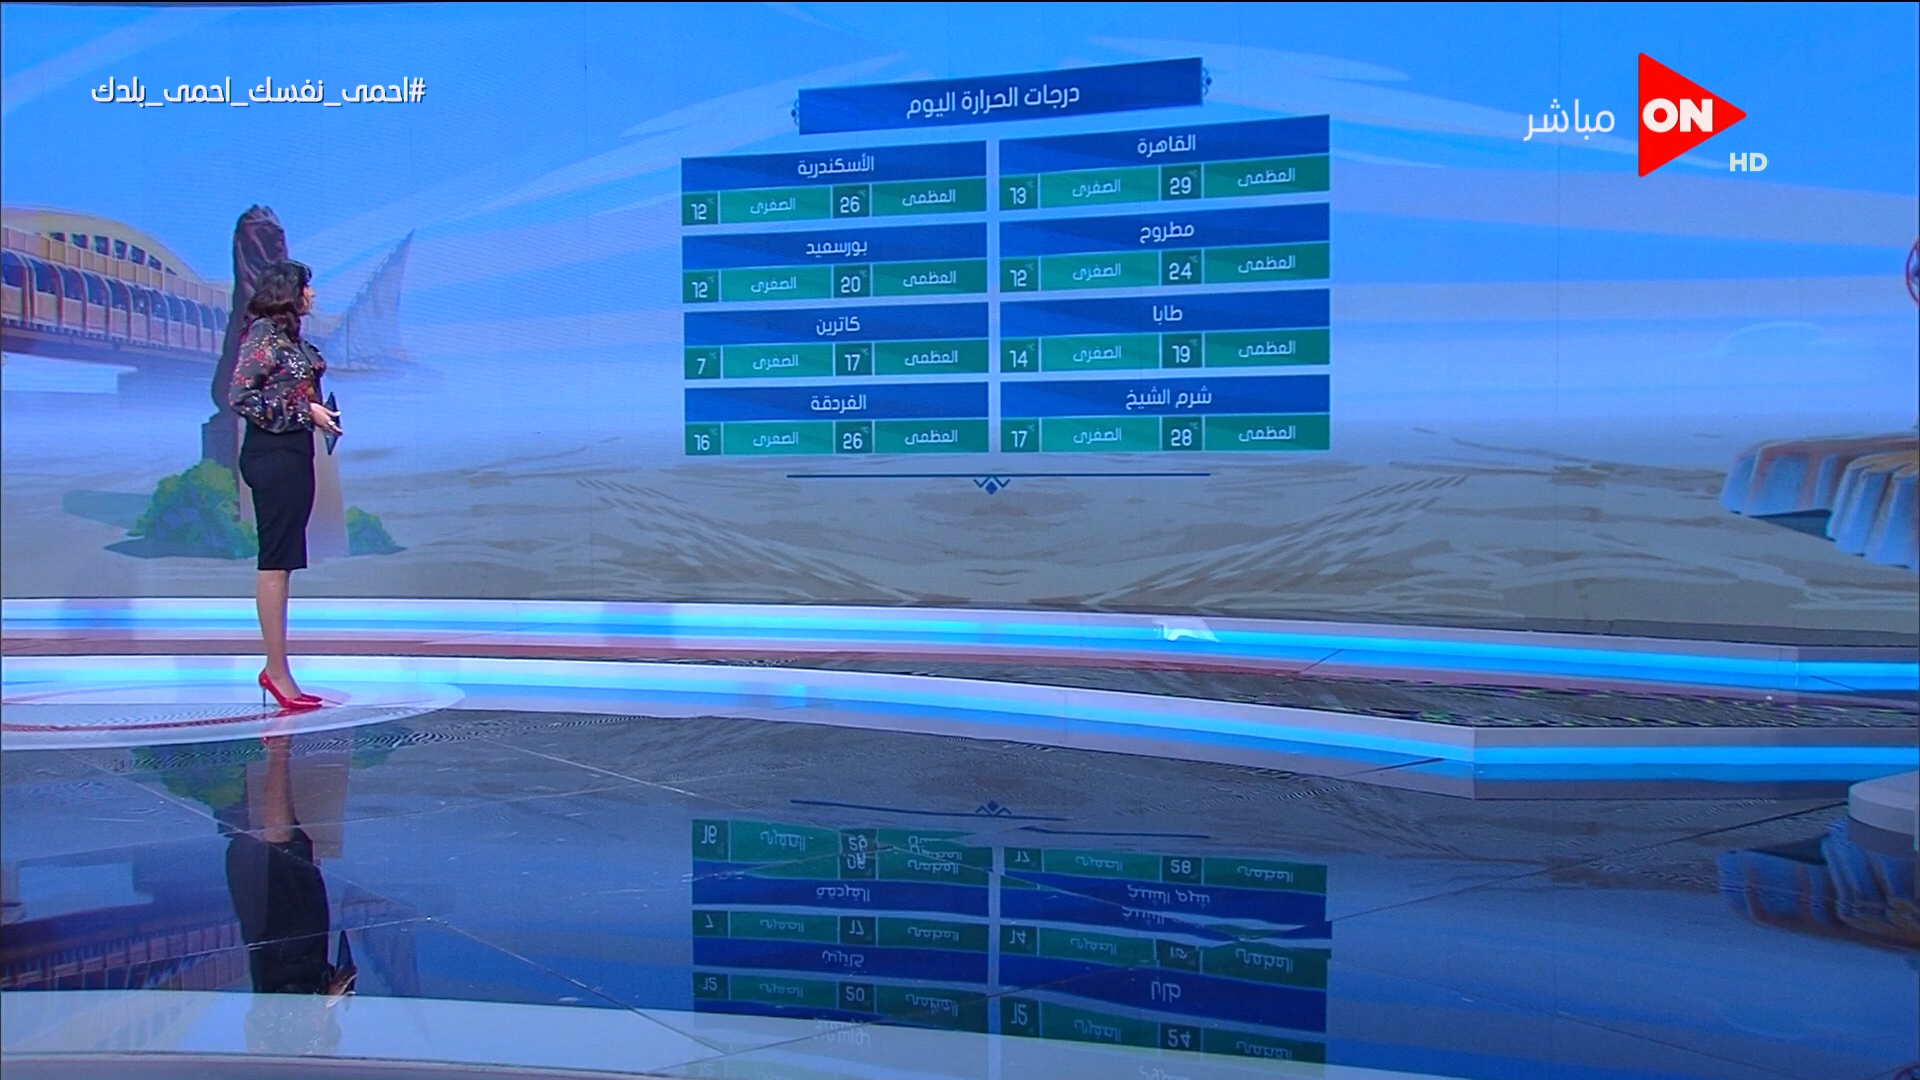 #احمى_نفسك_احمى_بلدك
مباشر
ON
HD
درجات الحرارة اليوم
القاهرة
العظمى 29 الصغرى 13
الأسكندرية
العظمى 26 الصغرى 12
مطروح
العظمى 24 الصغرى 12
بورسعيد
العظمى 20 الصغرى 12
طابا
العظمى 19 الصغرى 14
كاترين
العظمى 17 الصغرى 7
شرم الشيخ
العظمى 28 الصغرى 17
الغردقة
العظمى 26 الصغرى 16